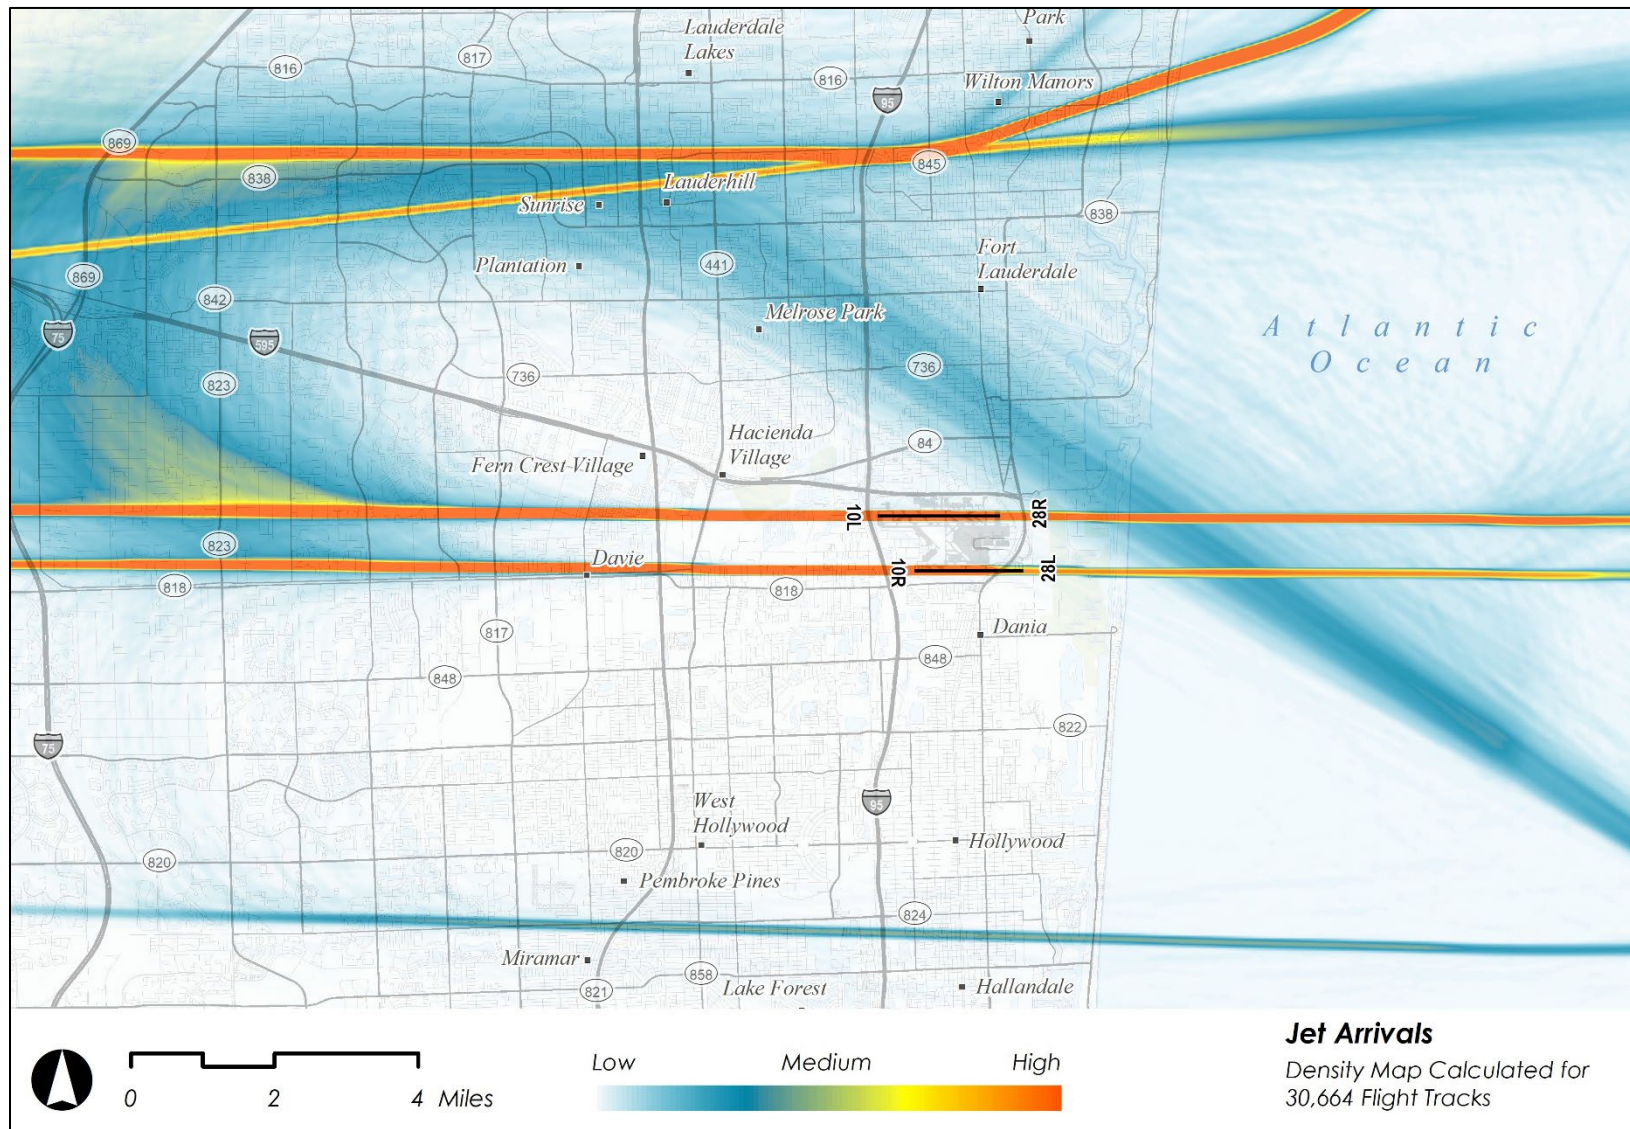 Lauderdale
Lakes
Park
817
816
816
95
Wilton Manors
869
838
845
Lauderhill
Sunrise
838
Plantation
441
Fort
Lauderdale
869
842
Melrose Park
75
595
Atlantic
Ocean
736
736
823
Hacienda
Village
84
Fern Crest Village
10L
28R
823
Davie
10R
28L
818
818
817
Dania
848
848
822
75
West
Hollywood
95
820
820
Hollywood
Pembroke Pines
824
Miramar
858
821
Lake Forest
Hallandale
Jet Arrivals
Density Map Calculated for
30,664 Flight Tracks
Low Medium High
0 2 4 Miles